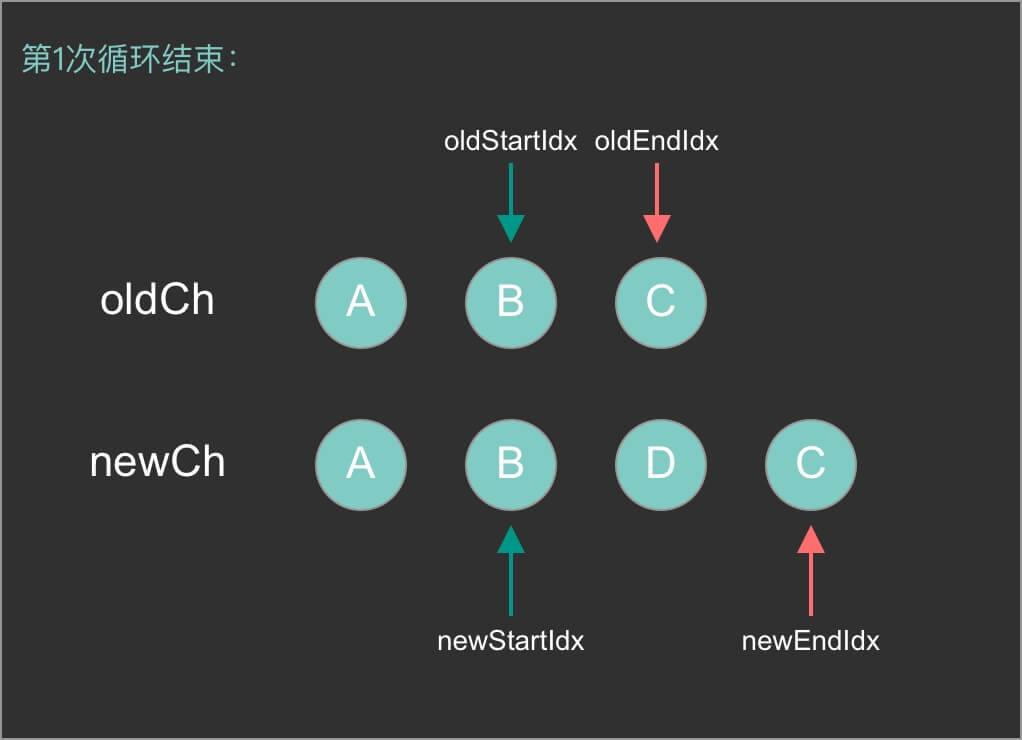 第1次循环结束：
oldStartIdx oldEndIdx
oldCh A B C
newCh A B D C
newStartIdx newEndIdx